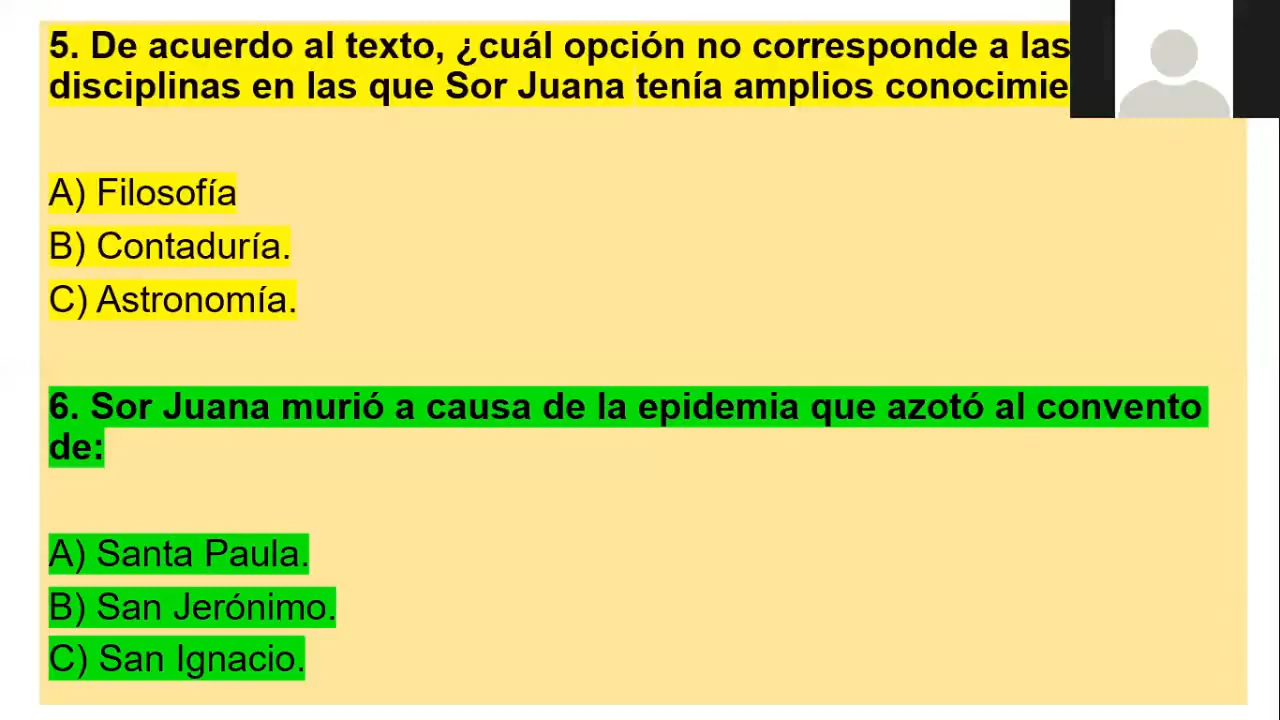 5. De acuerdo al texto, ¿cuál opción no corresponde a las
disciplinas en las que Sor Juana tenía amplios conocimie
A) Filosofía
B) Contaduría.
C) Astronomía.
6. Sor Juana murió a causa de la epidemia que azotó al convento
de:
A) Santa Paula.
B) San Jerónimo.
C) San Ignacio.